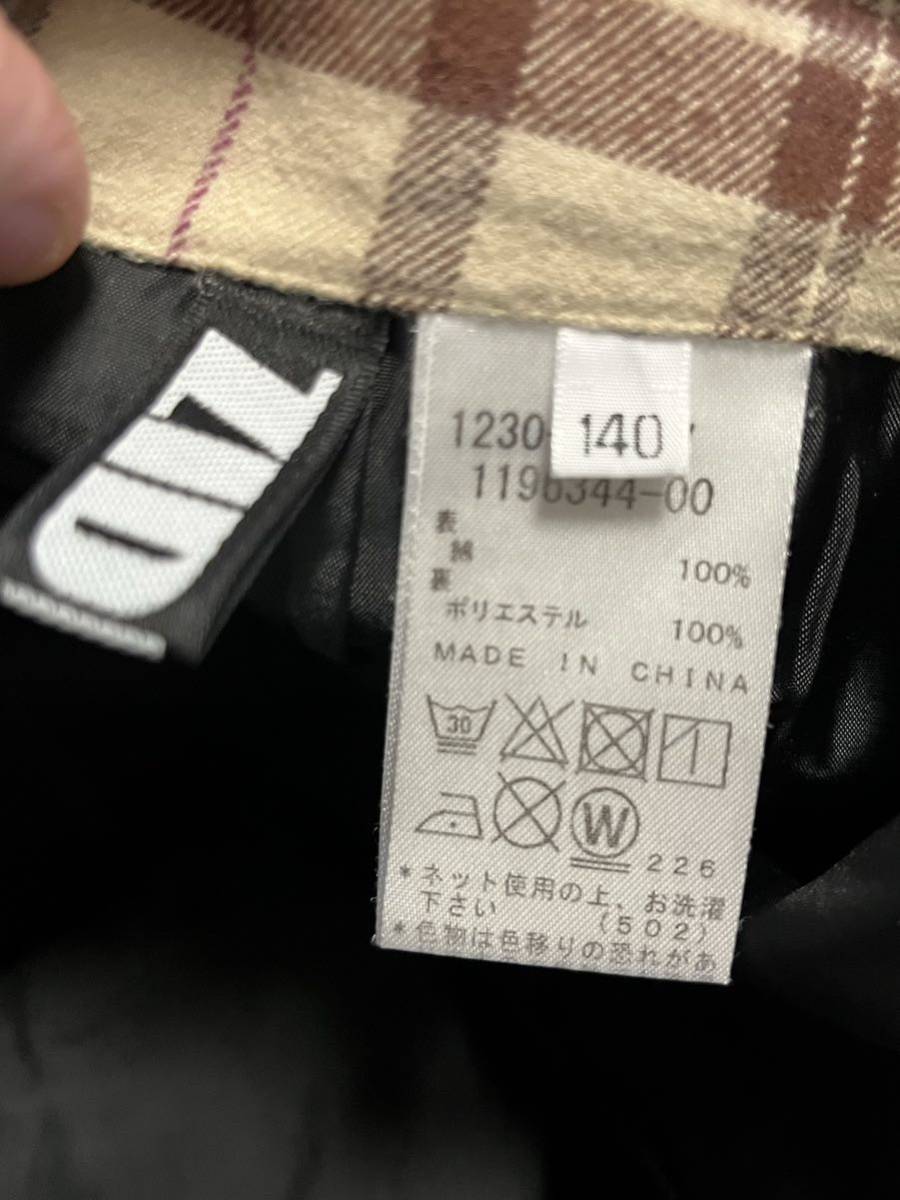 140
1230
1196344-00
表
綿 100%
裏
ポリエステル 100%
MADE IN CHINA
30
W
226
*ネット使用の上、お洗濯
下さい (502)
*色物は色移りの恐れがあ